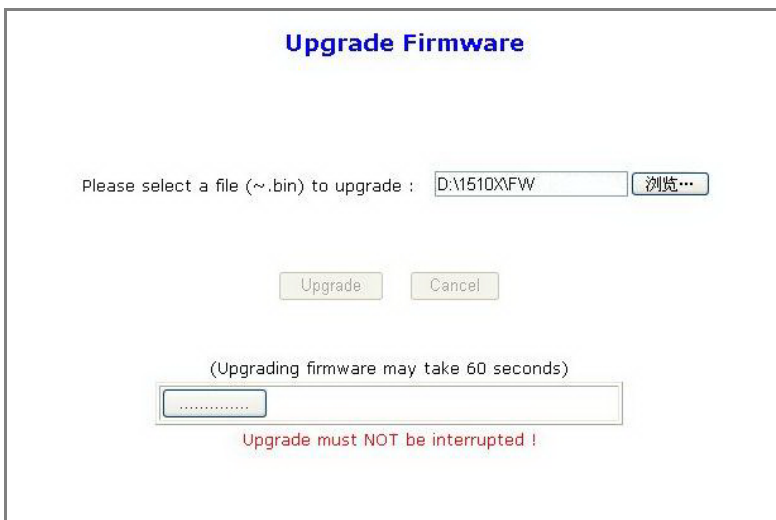 Upgrade Firmware
Please select a file (~.bin) to upgrade : D:\1510X\FW 浏览…
Upgrade Cancel
(Upgrading firmware may take 60 seconds)
..............
Upgrade must NOT be interrupted !